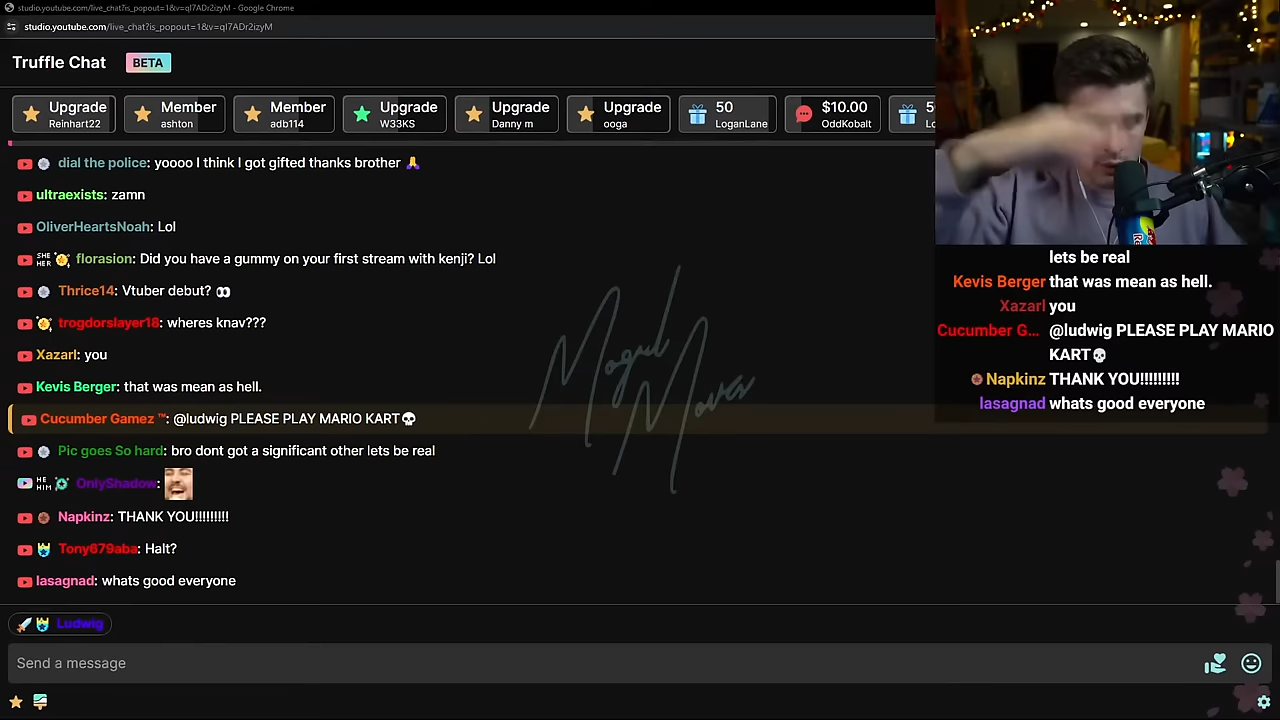 studio.youtube.com/live_chat?is_popout=1&v=qI7ADr2izyM - Google Chrome
studio.youtube.com/live_chat?is_popout=1&v=qI7ADr2izyM
Truffle Chat BETA
Upgrade
Reinhart22
Member
ashton
Member
adb114
Upgrade
W33KS
Upgrade
Danny m
Upgrade
ooga
50
LoganLane
$10.00
OddKobalt
dial the police: yoooo I think I got gifted thanks brother 🙏
ultraexists: zamn
OliverHeartsNoah: Lol
SHE
HER
florasion: Did you have a gummy on your first stream with kenji? Lol
Thrice14: Vtuber debut? 👀
trogdorslayer18: wheres knav???
Xazarl: you
Kevis Berger: that was mean as hell.
Cucumber Gamez ™: @ludwig PLEASE PLAY MARIO KART💀
Pic goes So hard: bro dont got a significant other lets be real
HE
HIM
OnlyShadow:
Napkinz: THANK YOU!!!!!!!!!
Tony679aba: Halt?
lasagnad: whats good everyone
Ludwig
Send a message
Mogul
Moves
lets be real
Kevis Berger that was mean as hell.
Xazarl you
Cucumber G... @ludwig PLEASE PLAY MARIO
KART💀
Napkinz THANK YOU!!!!!!!!!
lasagnad whats good everyone